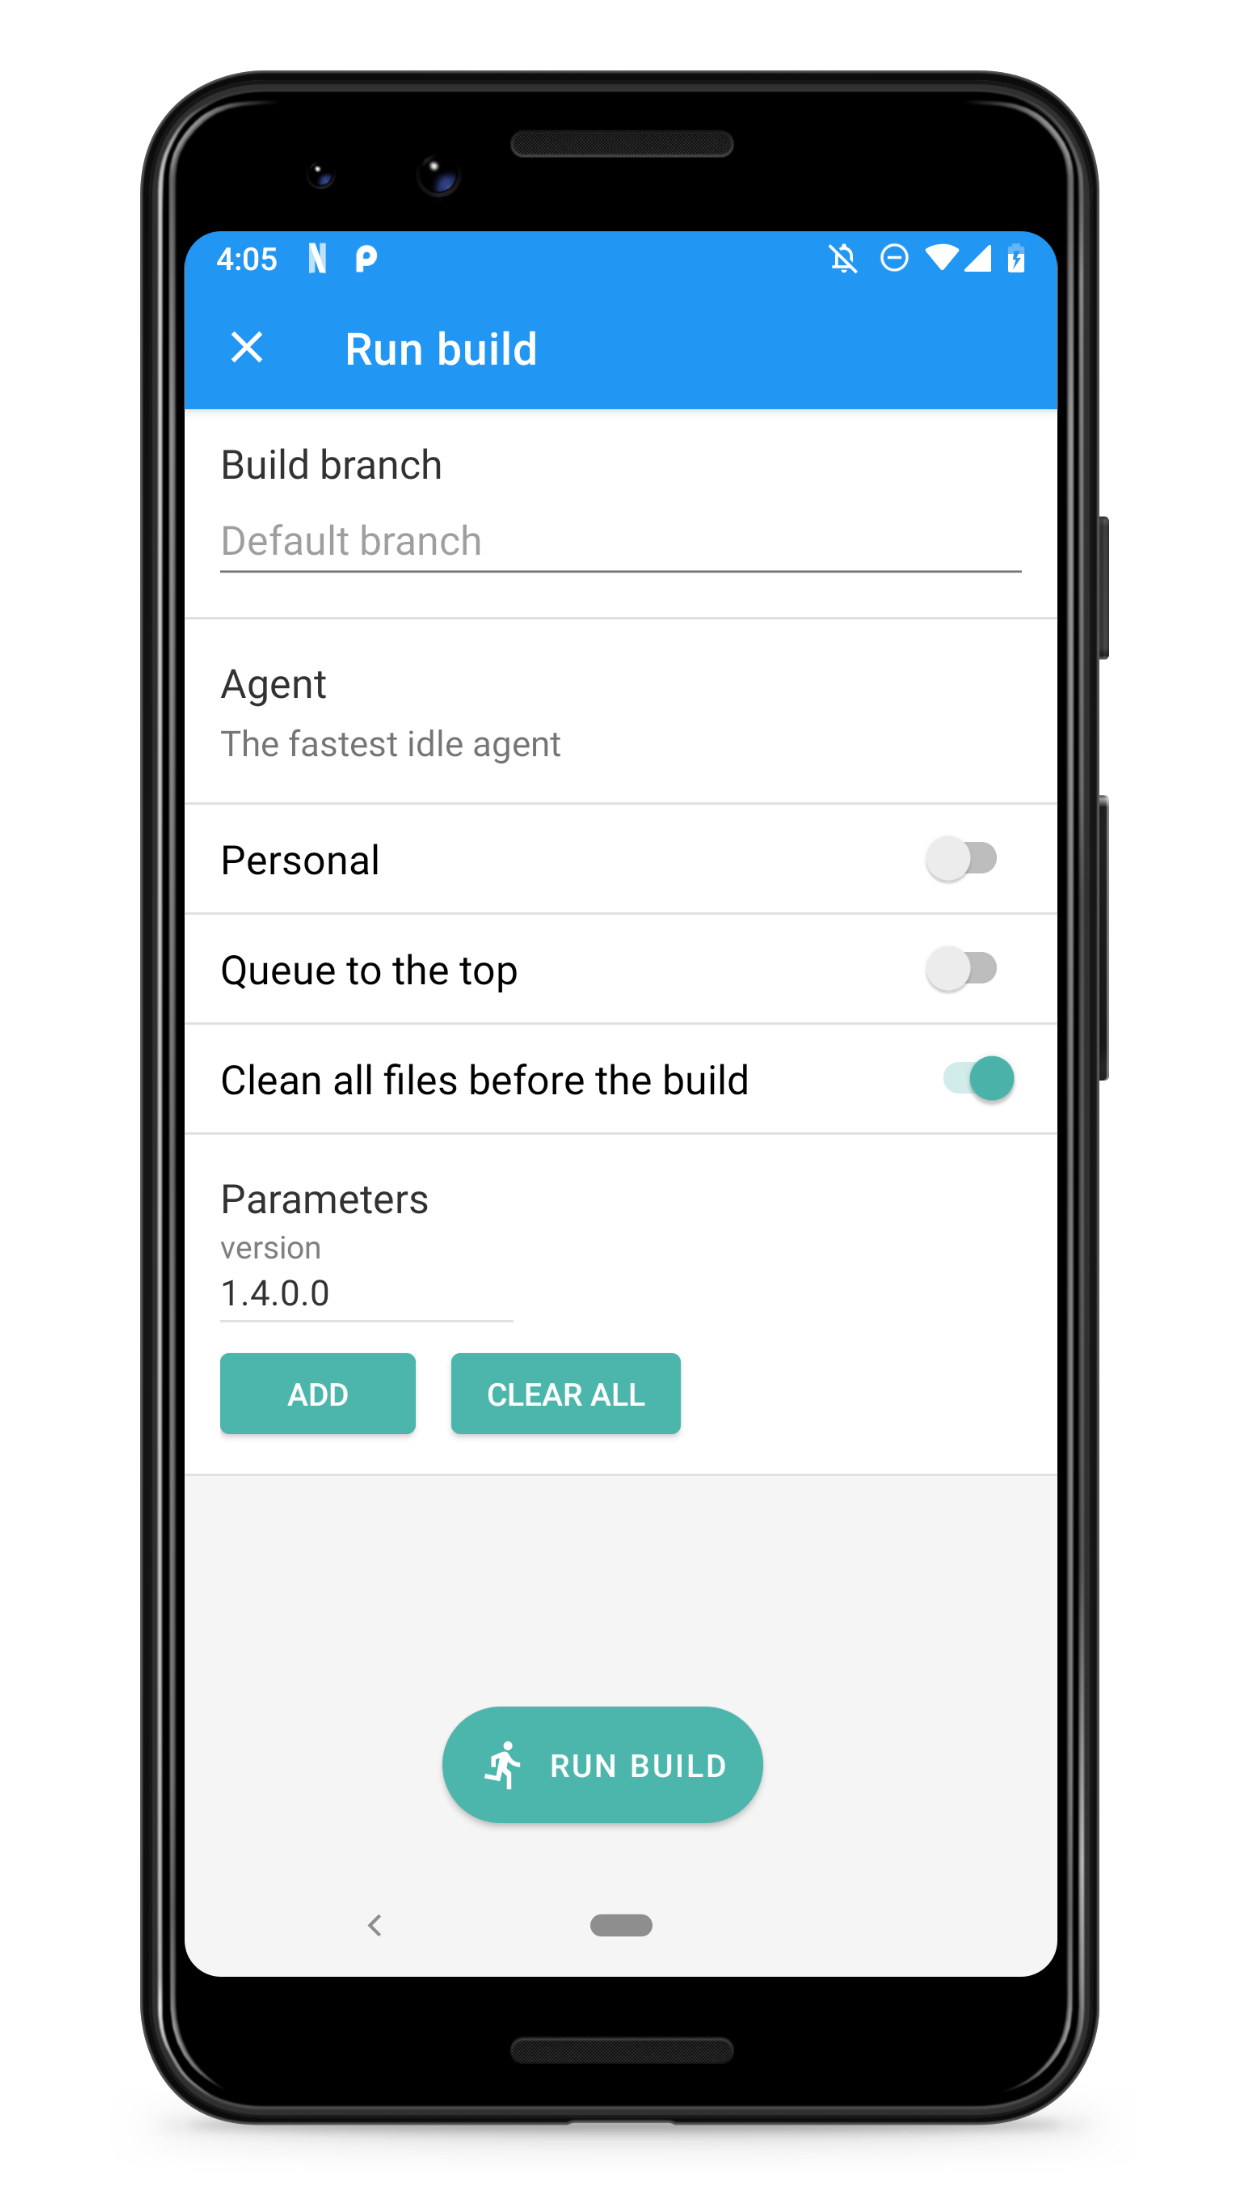 4:05
Run build
Build branch
Default branch
Agent
The fastest idle agent
Personal
Queue to the top
Clean all files before the build
Parameters
version
1.4.0.0
ADD CLEAR ALL
RUN BUILD